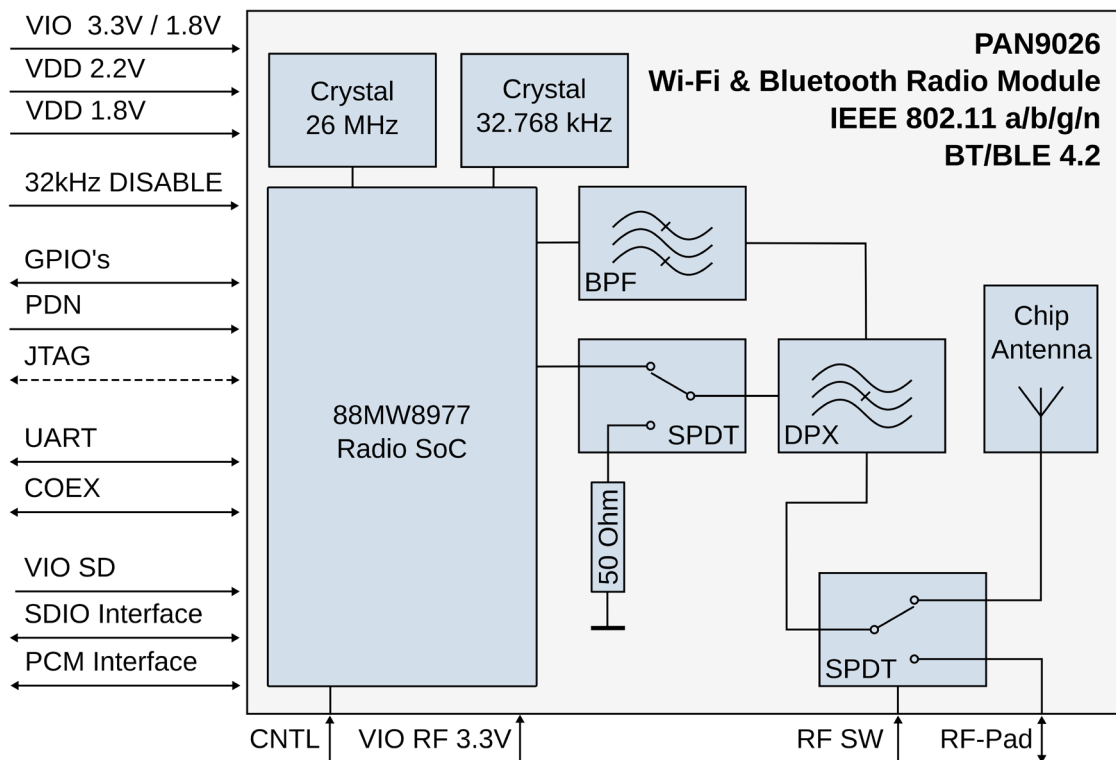 VIO 3.3V / 1.8V
VDD 2.2V
VDD 1.8V
32kHz DISABLE
GPIO's
PDN
JTAG
UART
COEX
VIO SD
SDIO Interface
PCM Interface
PAN9026
Wi-Fi & Bluetooth Radio Module
IEEE 802.11 a/b/g/n
BT/BLE 4.2
Crystal
26 MHz
Crystal
32.768 kHz
88MW8977
Radio SoC
BPF
SPDT
DPX
50 Ohm
Chip
Antenna
SPDT
CNTL
VIO RF 3.3V
RF SW
RF-Pad